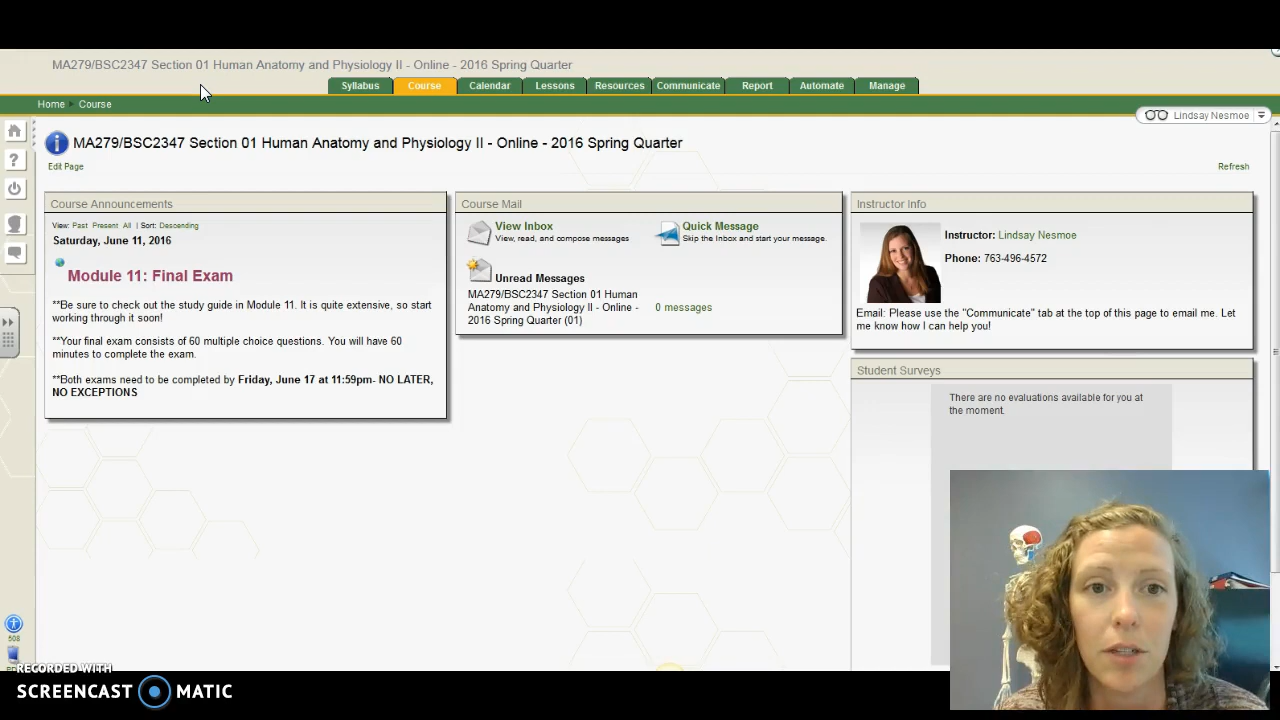 MA279/BSC2347 Section 01 Human Anatomy and Physiology II - Online - 2016 Spring Quarter
Syllabus Course Calendar Lessons Resources Communicate Report Automate Manage
Home Course
Lindsay Nesmoe
MA279/BSC2347 Section 01 Human Anatomy and Physiology II - Online - 2016 Spring Quarter
Edit Page
Refresh
Course Announcements
View: Past Present All | Sort: Descending
Saturday, June 11, 2016
Module 11: Final Exam
**Be sure to check out the study guide in Module 11. It is quite extensive, so start
working through it soon!
**Your final exam consists of 60 multiple choice questions. You will have 60
minutes to complete the exam.
**Both exams need to be completed by Friday, June 17 at 11:59pm- NO LATER,
NO EXCEPTIONS
Course Mail
View Inbox
View, read, and compose messages
Quick Message
Skip the Inbox and start your message.
Unread Messages
MA279/BSC2347 Section 01 Human
Anatomy and Physiology II - Online -
2016 Spring Quarter (01)
0 messages
Instructor Info
Instructor: Lindsay Nesmoe
Phone: 763-496-4572
Email: Please use the "Communicate" tab at the top of this page to email me. Let
me know how I can help you!
Student Surveys
There are no evaluations available for you at
the moment.
508
RECORDED WITH
SCREENCAST MATIC